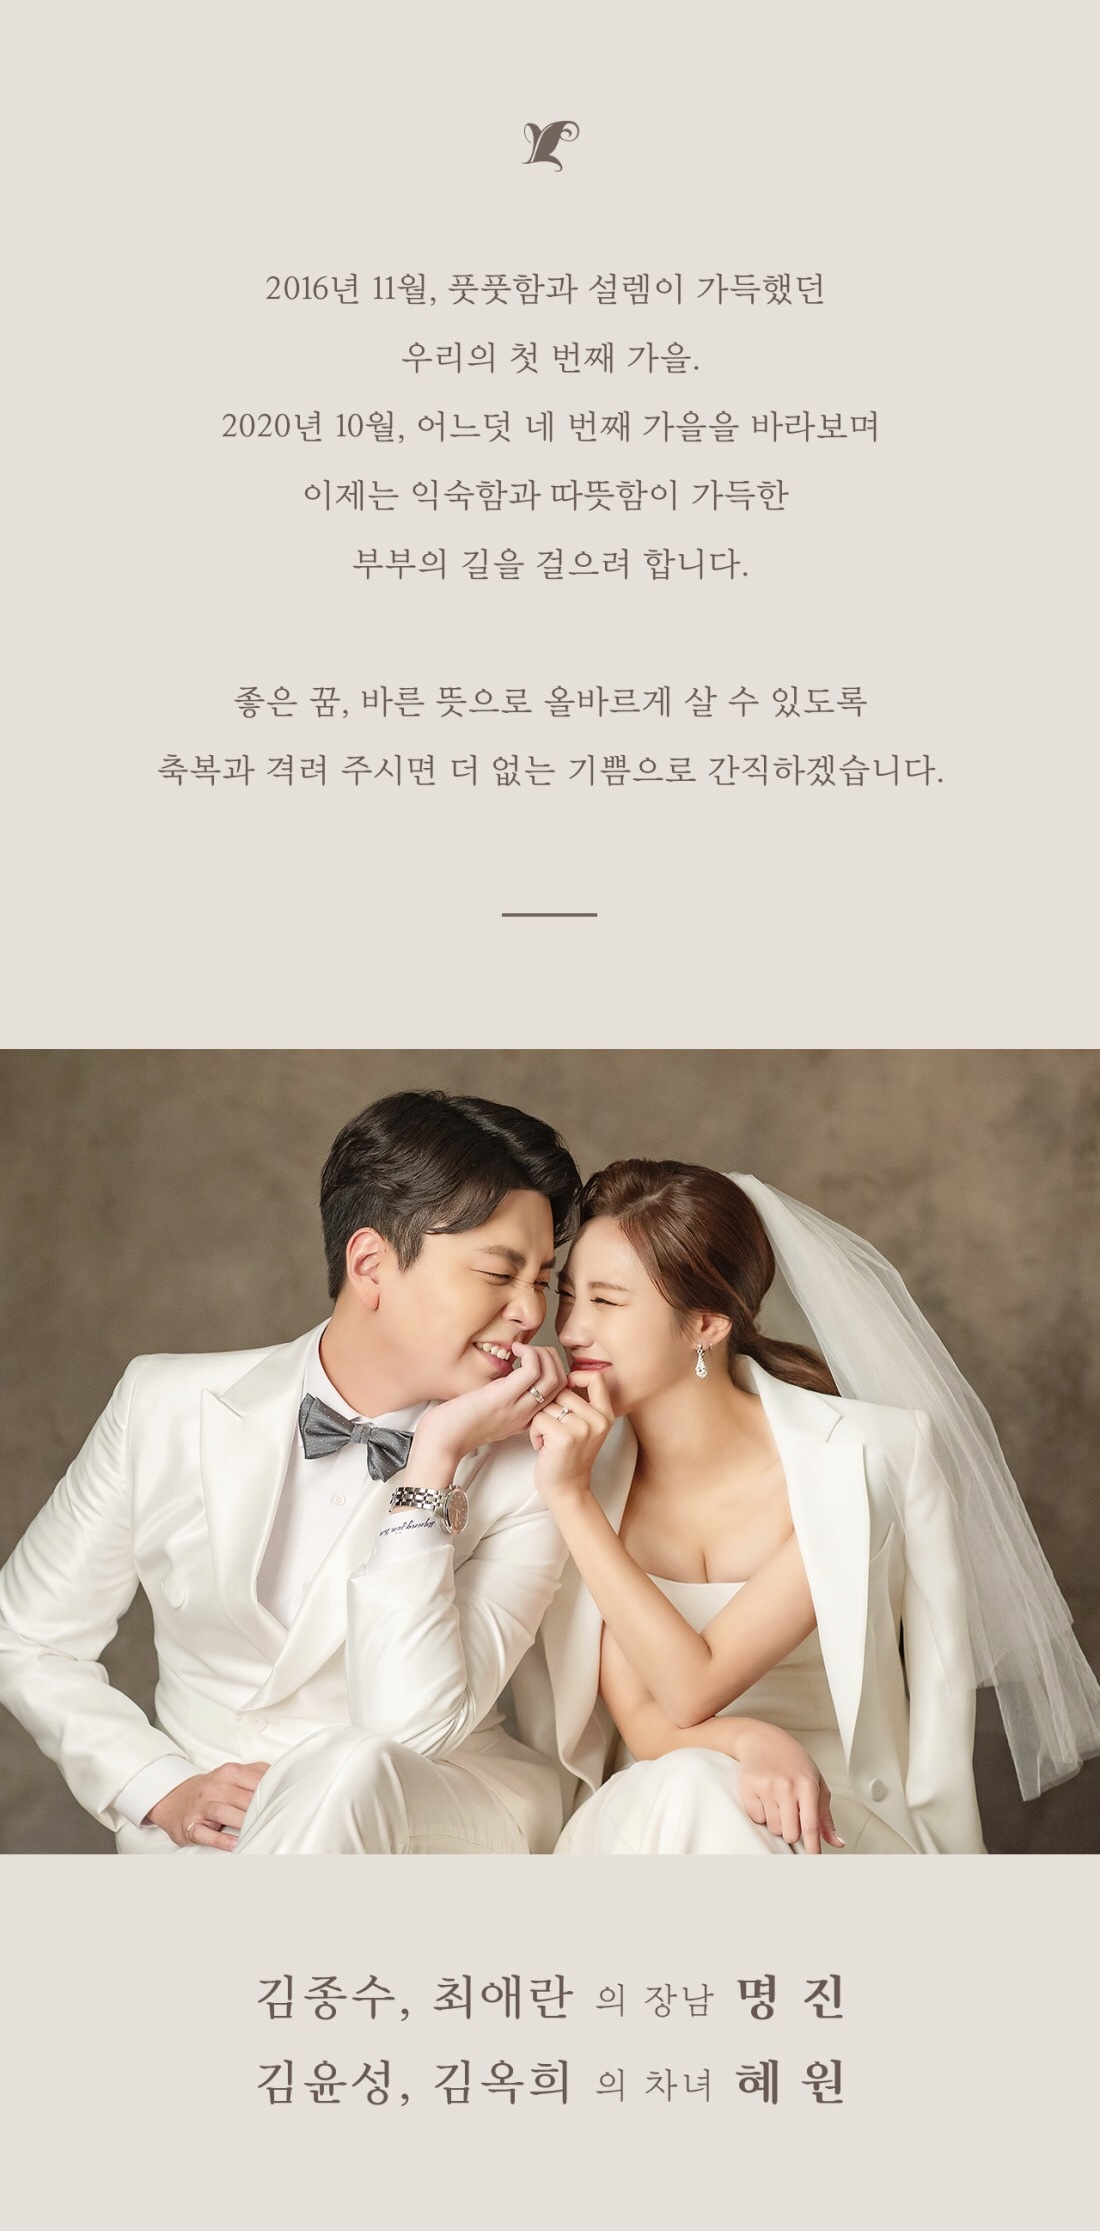 2016년 11월, 풋풋함과 설렘이 가득했던
우리의 첫 번째 가을.
2020년 10월, 어느덧 네 번째 가을을 바라보며
이제는 익숙함과 따뜻함이 가득한
부부의 길을 걸으려 합니다.
좋은 꿈, 바른 뜻으로 올바르게 살 수 있도록
축복과 격려 주시면 더 없는 기쁨으로 간직하겠습니다.
김종수, 최애란 의 장남 명 진
김윤성, 김옥희 의 차녀 혜 원